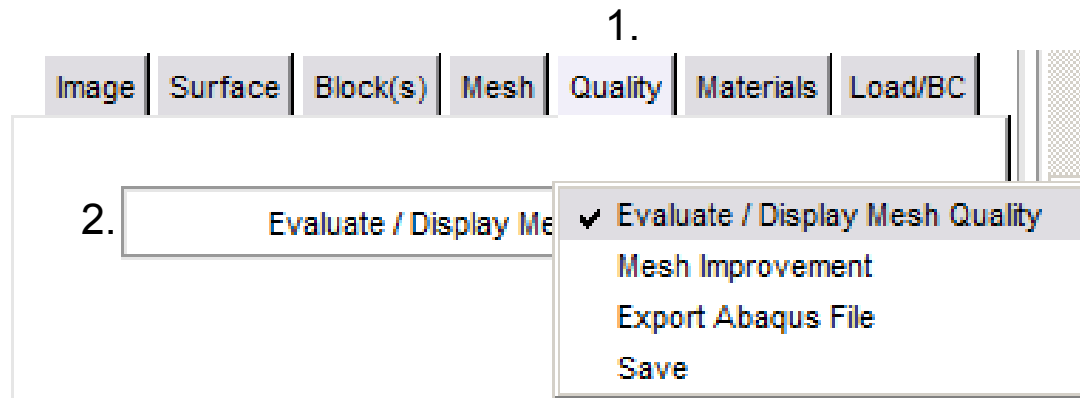 1.
Image Surface Block(s) Mesh Quality Materials Load/BC
2. Evaluate / Display Me
Evaluate / Display Mesh Quality
Mesh Improvement
Export Abaqus File
Save